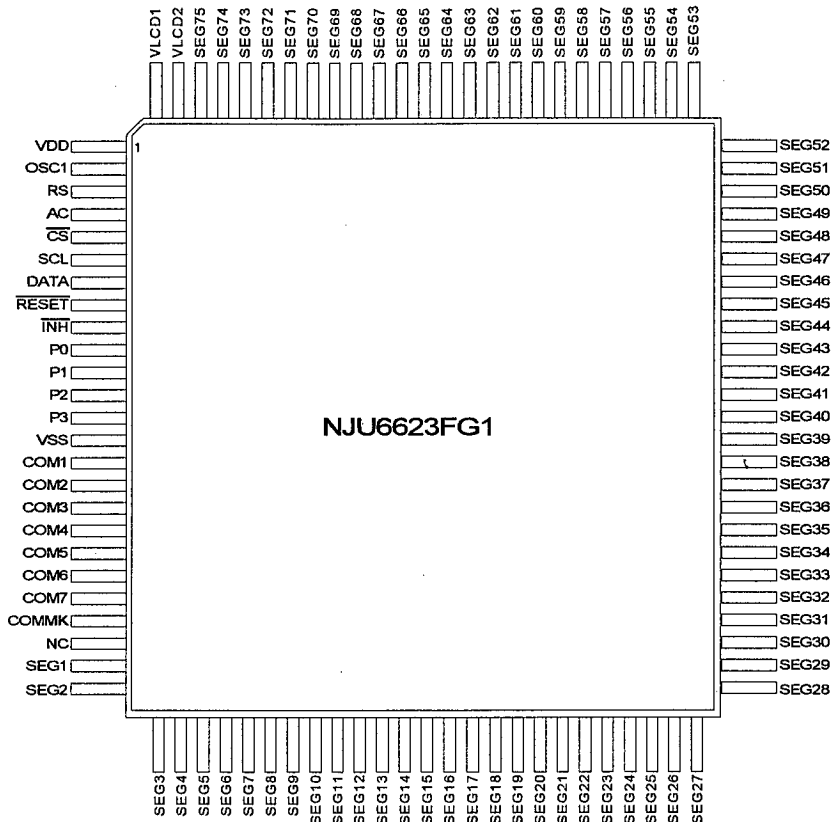 VLCD1
VLCD2
SEG75
SEG74
SEG73
SEG72
SEG71
SEG70
SEG69
SEG68
SEG67
SEG66
SEG65
SEG64
SEG63
SEG62
SEG61
SEG60
SEG59
SEG58
SEG57
SEG56
SEG55
SEG54
SEG53
VDD
OSC1
RS
AC
C̅S̅
SCL
DATA
R̅E̅S̅E̅T̅
I̅N̅H̅
P0
P1
P2
P3
VSS
COM1
COM2
COM3
COM4
COM5
COM6
COM7
COMMK
NC
SEG1
SEG2
1
NJU6623FG1
SEG52
SEG51
SEG50
SEG49
SEG48
SEG47
SEG46
SEG45
SEG44
SEG43
SEG42
SEG41
SEG40
SEG39
SEG38
SEG37
SEG36
SEG35
SEG34
SEG33
SEG32
SEG31
SEG30
SEG29
SEG28
SEG3
SEG4
SEG5
SEG6
SEG7
SEG8
SEG9
SEG10
SEG11
SEG12
SEG13
SEG14
SEG15
SEG16
SEG17
SEG18
SEG19
SEG20
SEG21
SEG22
SEG23
SEG24
SEG25
SEG26
SEG27